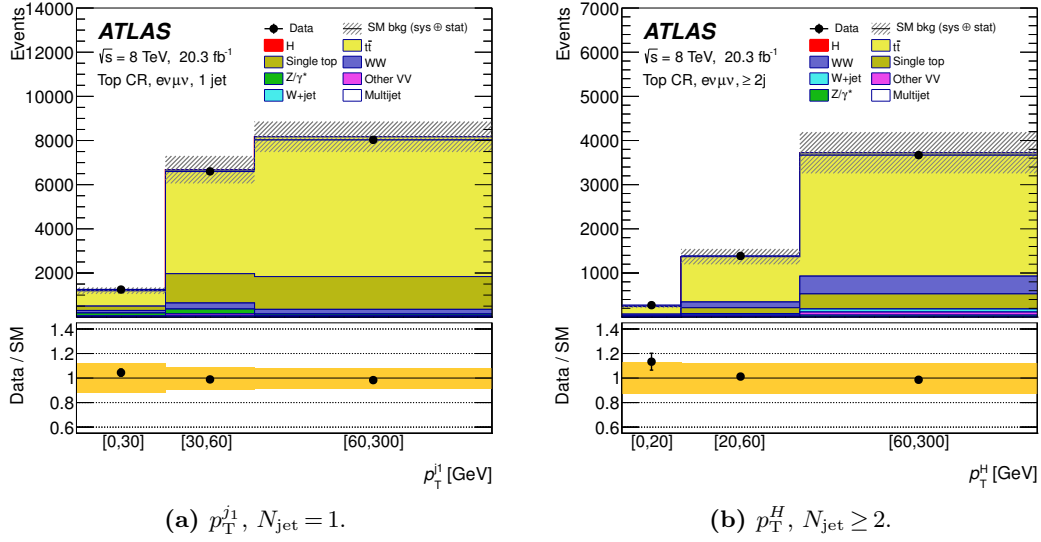 Events
14000
12000
10000
8000
6000
4000
2000
ATLAS
√s = 8 TeV, 20.3 fb⁻¹
Top CR, eνμν, 1 jet
Data
SM bkg (sys ⊕ stat)
H
tt̄
Single top
WW
Z/γ*
Other VV
W+jet
Multijet
Data / SM
1.4
1.2
1
0.8
0.6
[0,30]
[30,60]
[60,300]
p_T^j1 [GeV]
(a) p_T^j1, N_jet = 1.
Events
7000
6000
5000
4000
3000
2000
1000
ATLAS
√s = 8 TeV, 20.3 fb⁻¹
Top CR, eνμν, ≥ 2j
Data
SM bkg (sys ⊕ stat)
H
tt̄
WW
Single top
W+jet
Other VV
Z/γ*
Multijet
Data / SM
1.4
1.2
1
0.8
0.6
[0,20]
[20,60]
[60,300]
p_T^H [GeV]
(b) p_T^H, N_jet ≥ 2.